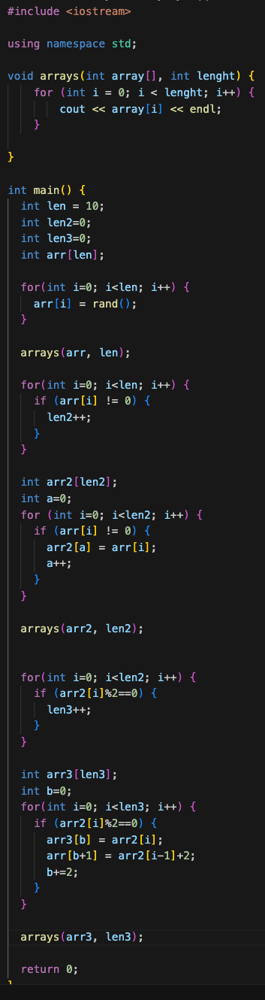 #include <iostream>
using namespace std;
void arrays(int array[], int lenght) {
for (int i = 0; i < lenght; i++) {
cout << array[i] << endl;
}
}
int main() {
int len = 10;
int len2=0;
int len3=0;
int arr[len];
for(int i=0; i<len; i++) {
arr[i] = rand();
}
arrays(arr, len);
for(int i=0; i<len; i++) {
if (arr[i] != 0) {
len2++;
}
}
int arr2[len2];
int a=0;
for (int i=0; i<len2; i++) {
if (arr[i] != 0) {
arr2[a] = arr[i];
a++;
}
}
arrays(arr2, len2);
for(int i=0; i<len2; i++) {
if (arr2[i]%2==0) {
len3++;
}
}
int arr3[len3];
int b=0;
for(int i=0; i<len3; i++) {
if (arr2[i]%2==0) {
arr3[b] = arr2[i];
arr[b+1] = arr2[i-1]+2;
b+=2;
}
}
arrays(arr3, len3);
return 0;
}